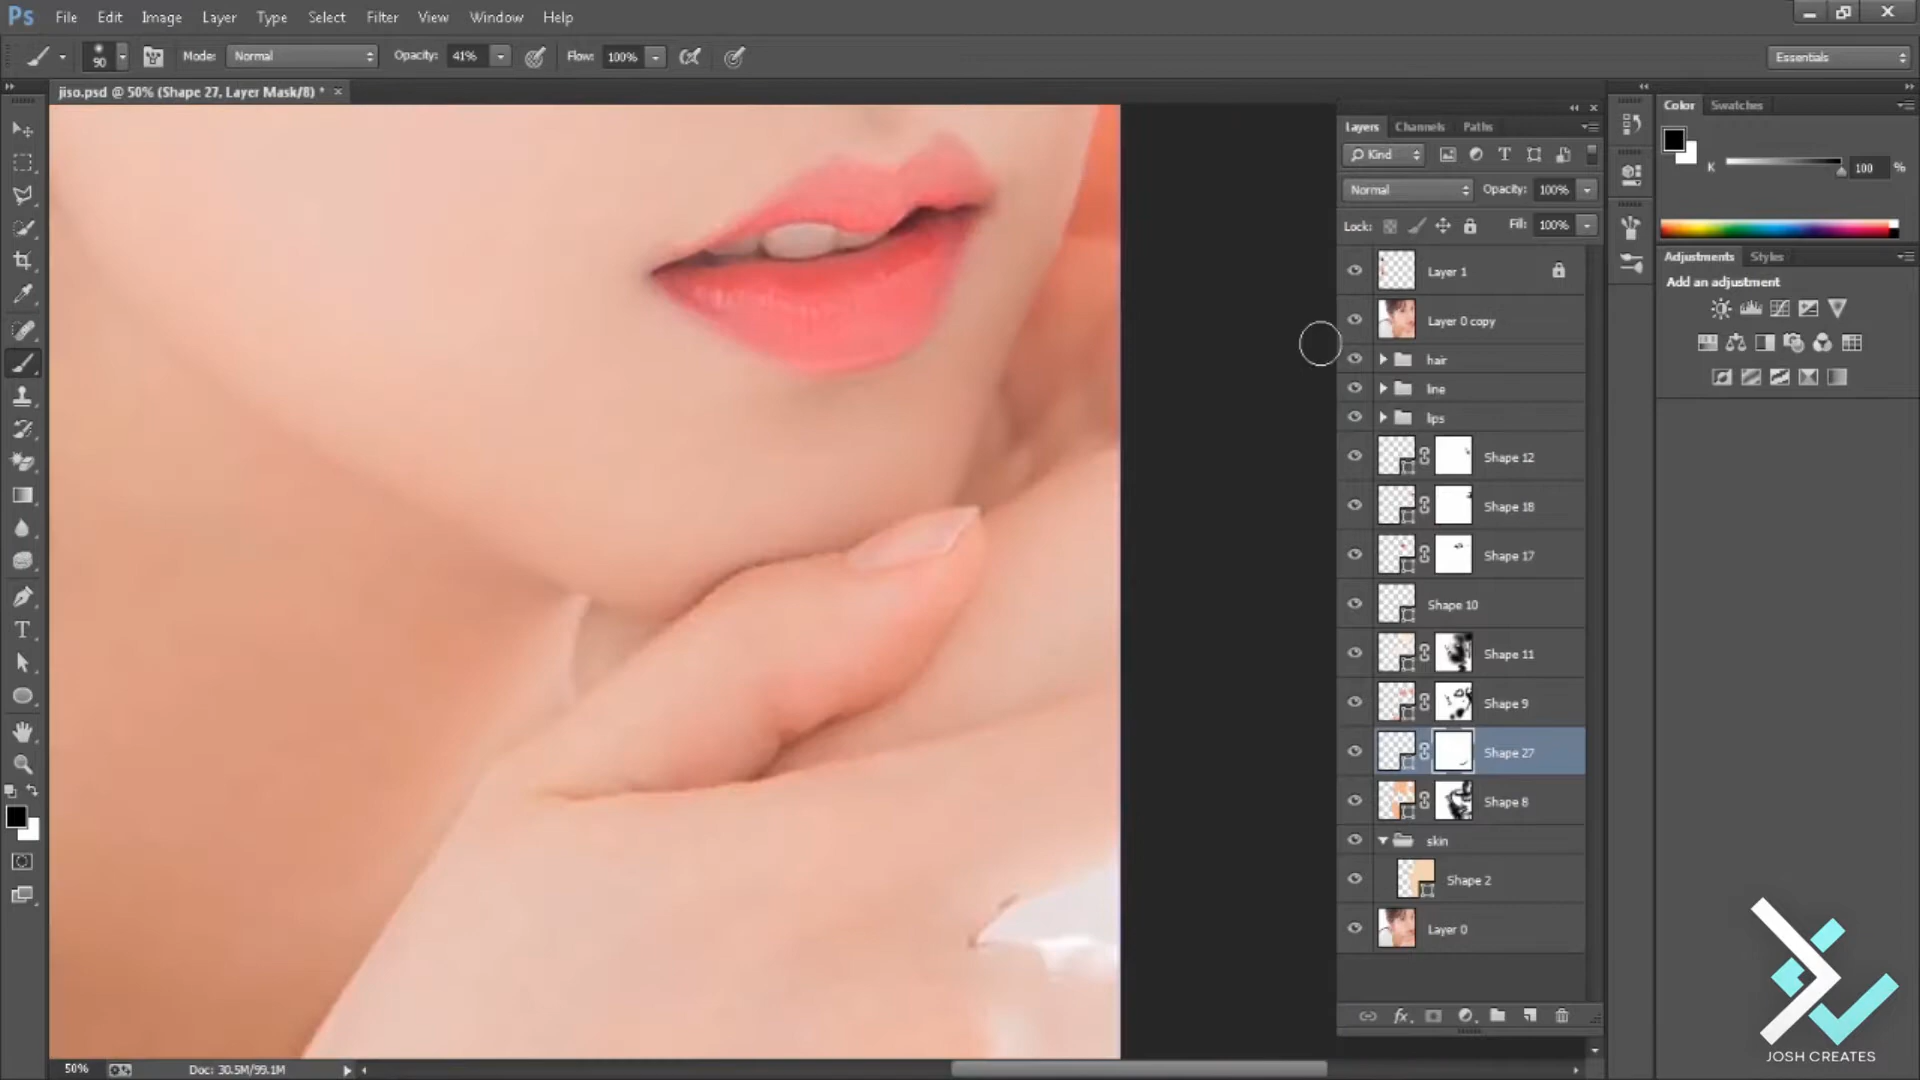 Ps File Edit Image Layer Type Select Filter View Window Help
90 Mode: Normal Opacity: 41% Flow: 100% Essentials
jiso.psd @ 50% (Shape 27, Layer Mask/8) *
Layers Channels Paths
Kind
Normal Opacity: 100%
Lock: Fill: 100%
Layer 1
Layer 0 copy
hair
line
lips
Shape 12
Shape 18
Shape 17
Shape 10
Shape 11
Shape 9
Shape 27
Shape 8
skin
Shape 2
Layer 0
fx
Color Swatches
K 100 %
Adjustments Styles
Add an adjustment
JOSH CREATES
50% Doc: 30.5M/99.1M